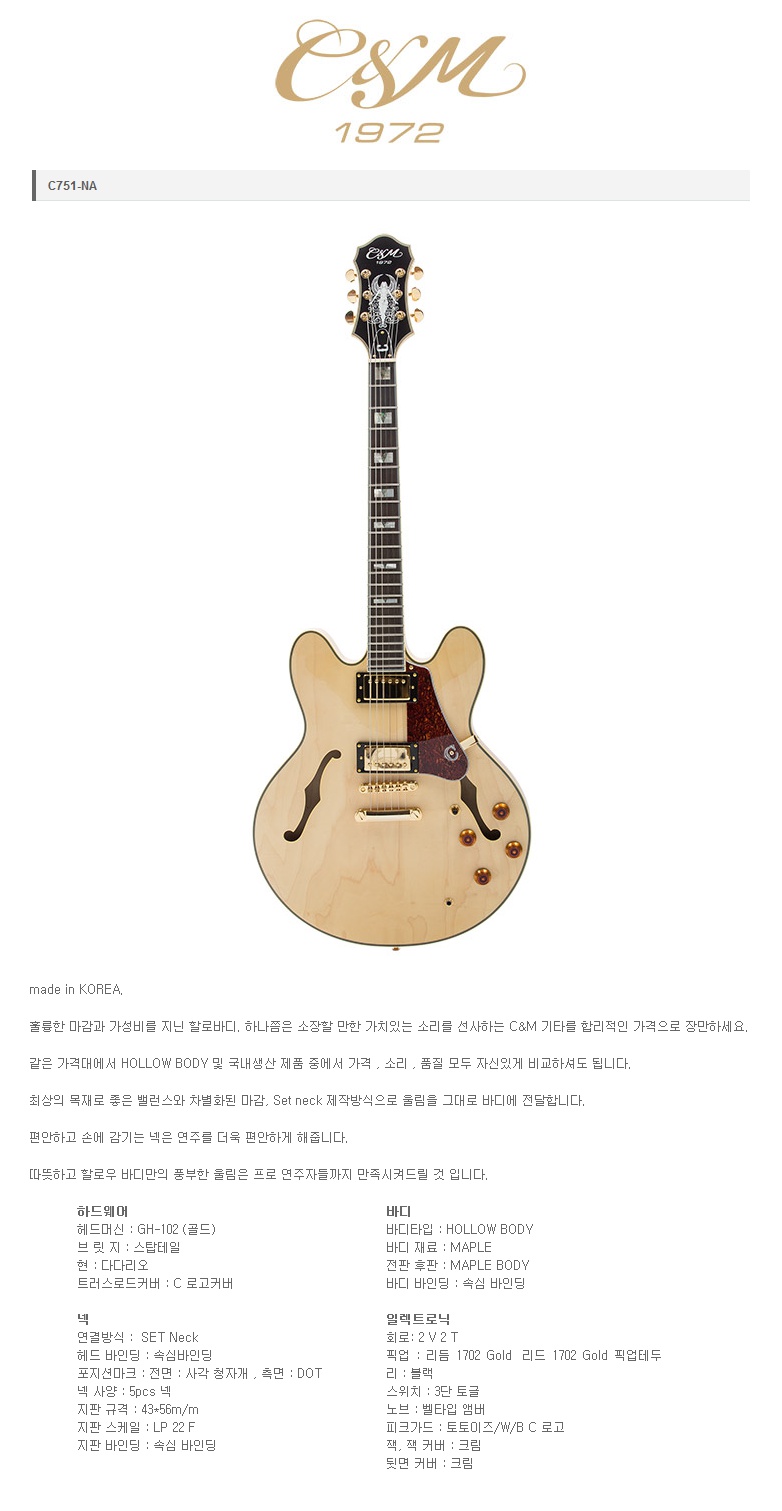 C&M
1972
C751-NA
C&M
1972
C
made in KOREA.
훌륭한 마감과 가성비를 지닌 할로바디. 하나쯤은 소장할 만한 가치있는 소리를 선사하는 C&M 기타를 합리적인 가격으로 장만하세요.
같은 가격대에서 HOLLOW BODY 및 국내생산 제품 중에서 가격 , 소리 , 품질 모두 자신있게 비교하셔도 됩니다.
최상의 목재로 좋은 밸런스와 차별화된 마감, Set neck 제작방식으로 울림을 그대로 바디에 전달합니다.
편안하고 손에 감기는 넥은 연주를 더욱 편안하게 해줍니다.
따뜻하고 할로우 바디만의 풍부한 울림은 프로 연주자들까지 만족시켜드릴 것 입니다.
하드웨어
헤드머신 : GH-102 (골드)
브 릿 지 : 스탑테일
현 : 다다리오
트러스로드커버 : C 로고커버
바디
바디타입 : HOLLOW BODY
바디 재료 : MAPLE
전판 후판 : MAPLE BODY
바디 바인딩 : 속심 바인딩
넥
연결방식 : SET Neck
헤드 바인딩 : 속심바인딩
포지션마크 : 전면 : 사각 청자개 , 측면 : DOT
넥 사양 : 5pcs 넥
지판 규격 : 43*56m/m
지판 스케일 : LP 22 F
지판 바인딩 : 속심 바인딩
일렉트로닉
회로: 2 V 2 T
픽업 : 리듬 1702 Gold 리드 1702 Gold 픽업테두
리 : 블랙
스위치 : 3단 토글
노브 : 벨타입 앰버
피크가드 : 토토이즈/W/B C 로고
잭, 잭 커버 : 크림
뒷면 커버 : 크림